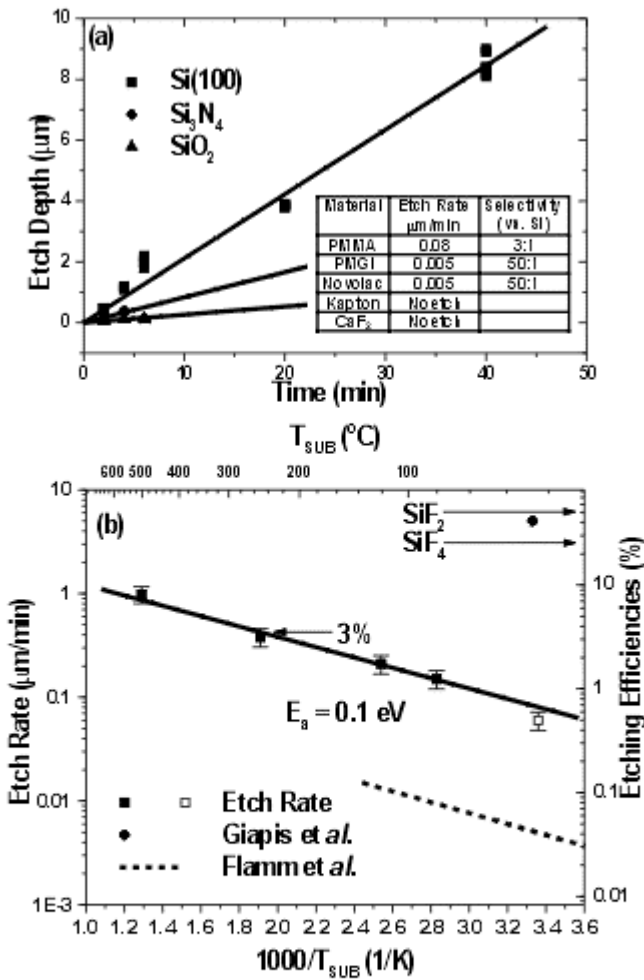 (a)
Si(100)
Si3N4
SiO2
Etch Depth (μm)
10
8
6
4
2
0
Material Etch Rate μm/min Selectivity (vs. Si)
PMMA 0.08 3:1
PMGI 0.005 50:1
Novolac 0.005 50:1
Kapton No etch
CaF2 No etch
0 10 20 30 40 50
Time (min)
TSUB (°C)
600 500 400 300 200 100
(b)
SiF2
SiF4
3%
Ea = 0.1 eV
Etch Rate
Giapis et al.
Flamm et al.
Etch Rate (μm/min)
10
1
0.1
0.01
1E-3
Etching Efficiencies (%)
10
1
0.1
0.01
1.0 1.2 1.4 1.6 1.8 2.0 2.2 2.4 2.6 2.8 3.0 3.2 3.4 3.6
1000/TSUB (1/K)